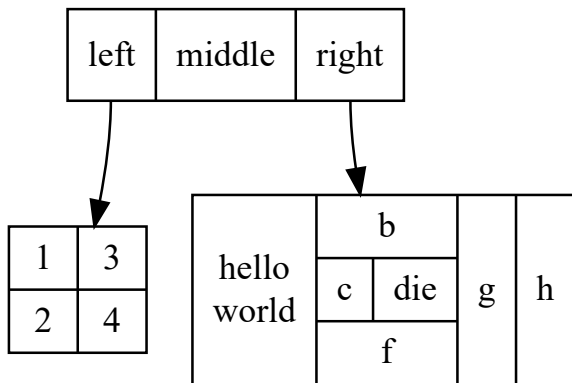 left middle right
1 3
2 4
hello
world
b
c die
f
g
h